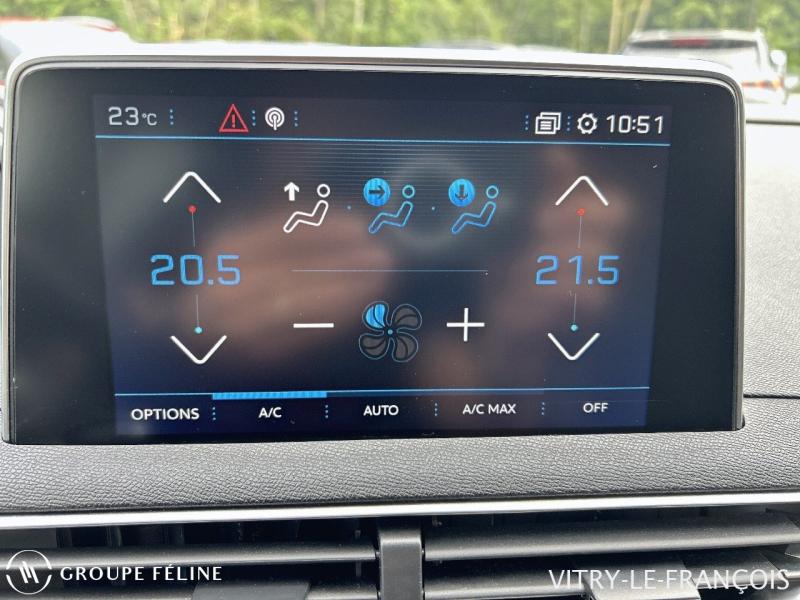 23°C 10:51
20.5 21.5
OPTIONS A/C AUTO A/C MAX OFF
GROUPE FÉLINE VITRY-LE-FRANÇOIS